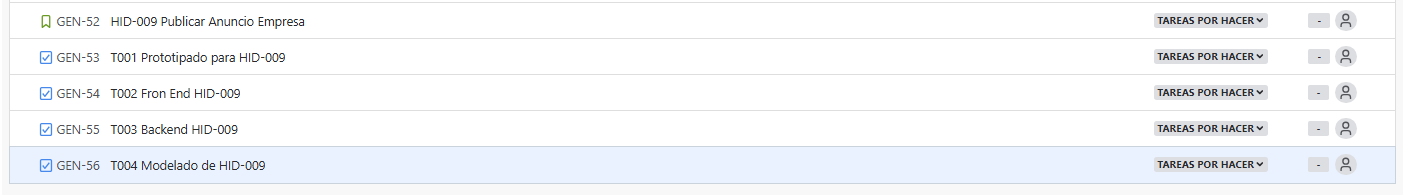 GEN-52 HID-009 Publicar Anuncio Empresa TAREAS POR HACER -
GEN-53 T001 Prototipado para HID-009 TAREAS POR HACER -
GEN-54 T002 Fron End HID-009 TAREAS POR HACER -
GEN-55 T003 Backend HID-009 TAREAS POR HACER -
GEN-56 T004 Modelado de HID-009 TAREAS POR HACER -